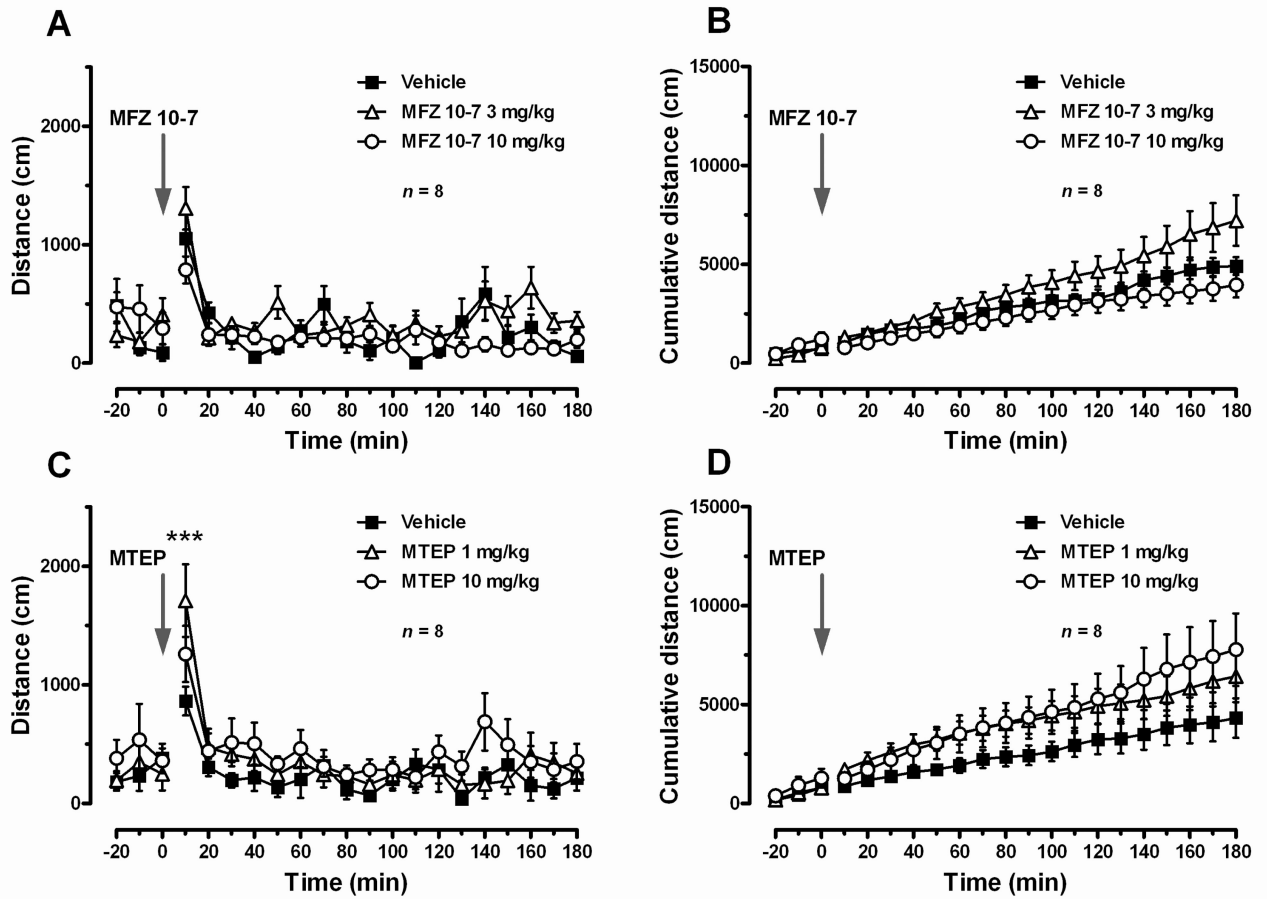 A
Distance (cm)
2000
1000
0
MFZ 10-7
Vehicle
MFZ 10-7 3 mg/kg
MFZ 10-7 10 mg/kg
n = 8
-20 0 20 40 60 80 100 120 140 160 180
Time (min)
B
Cumulative distance (cm)
15000
10000
5000
0
MFZ 10-7
Vehicle
MFZ 10-7 3 mg/kg
MFZ 10-7 10 mg/kg
n = 8
-20 0 20 40 60 80 100 120 140 160 180
Time (min)
C
Distance (cm)
2000
1000
0
MTEP
***
Vehicle
MTEP 1 mg/kg
MTEP 10 mg/kg
n = 8
-20 0 20 40 60 80 100 120 140 160 180
Time (min)
D
Cumulative distance (cm)
15000
10000
5000
0
MTEP
Vehicle
MTEP 1 mg/kg
MTEP 10 mg/kg
n = 8
-20 0 20 40 60 80 100 120 140 160 180
Time (min)